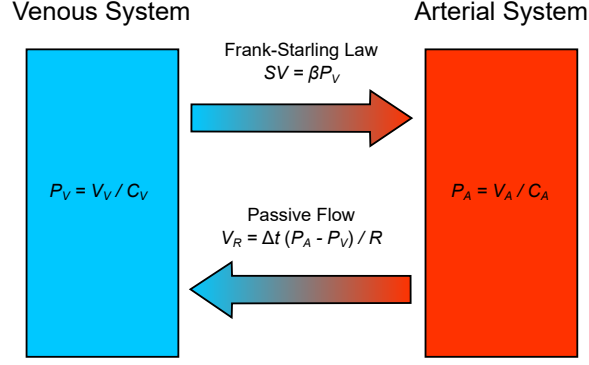 Venous System
Arterial System
Frank-Starling Law
SV = βP_V
P_V = V_V / C_V
P_A = V_A / C_A
Passive Flow
V_R = Δt (P_A - P_V) / R